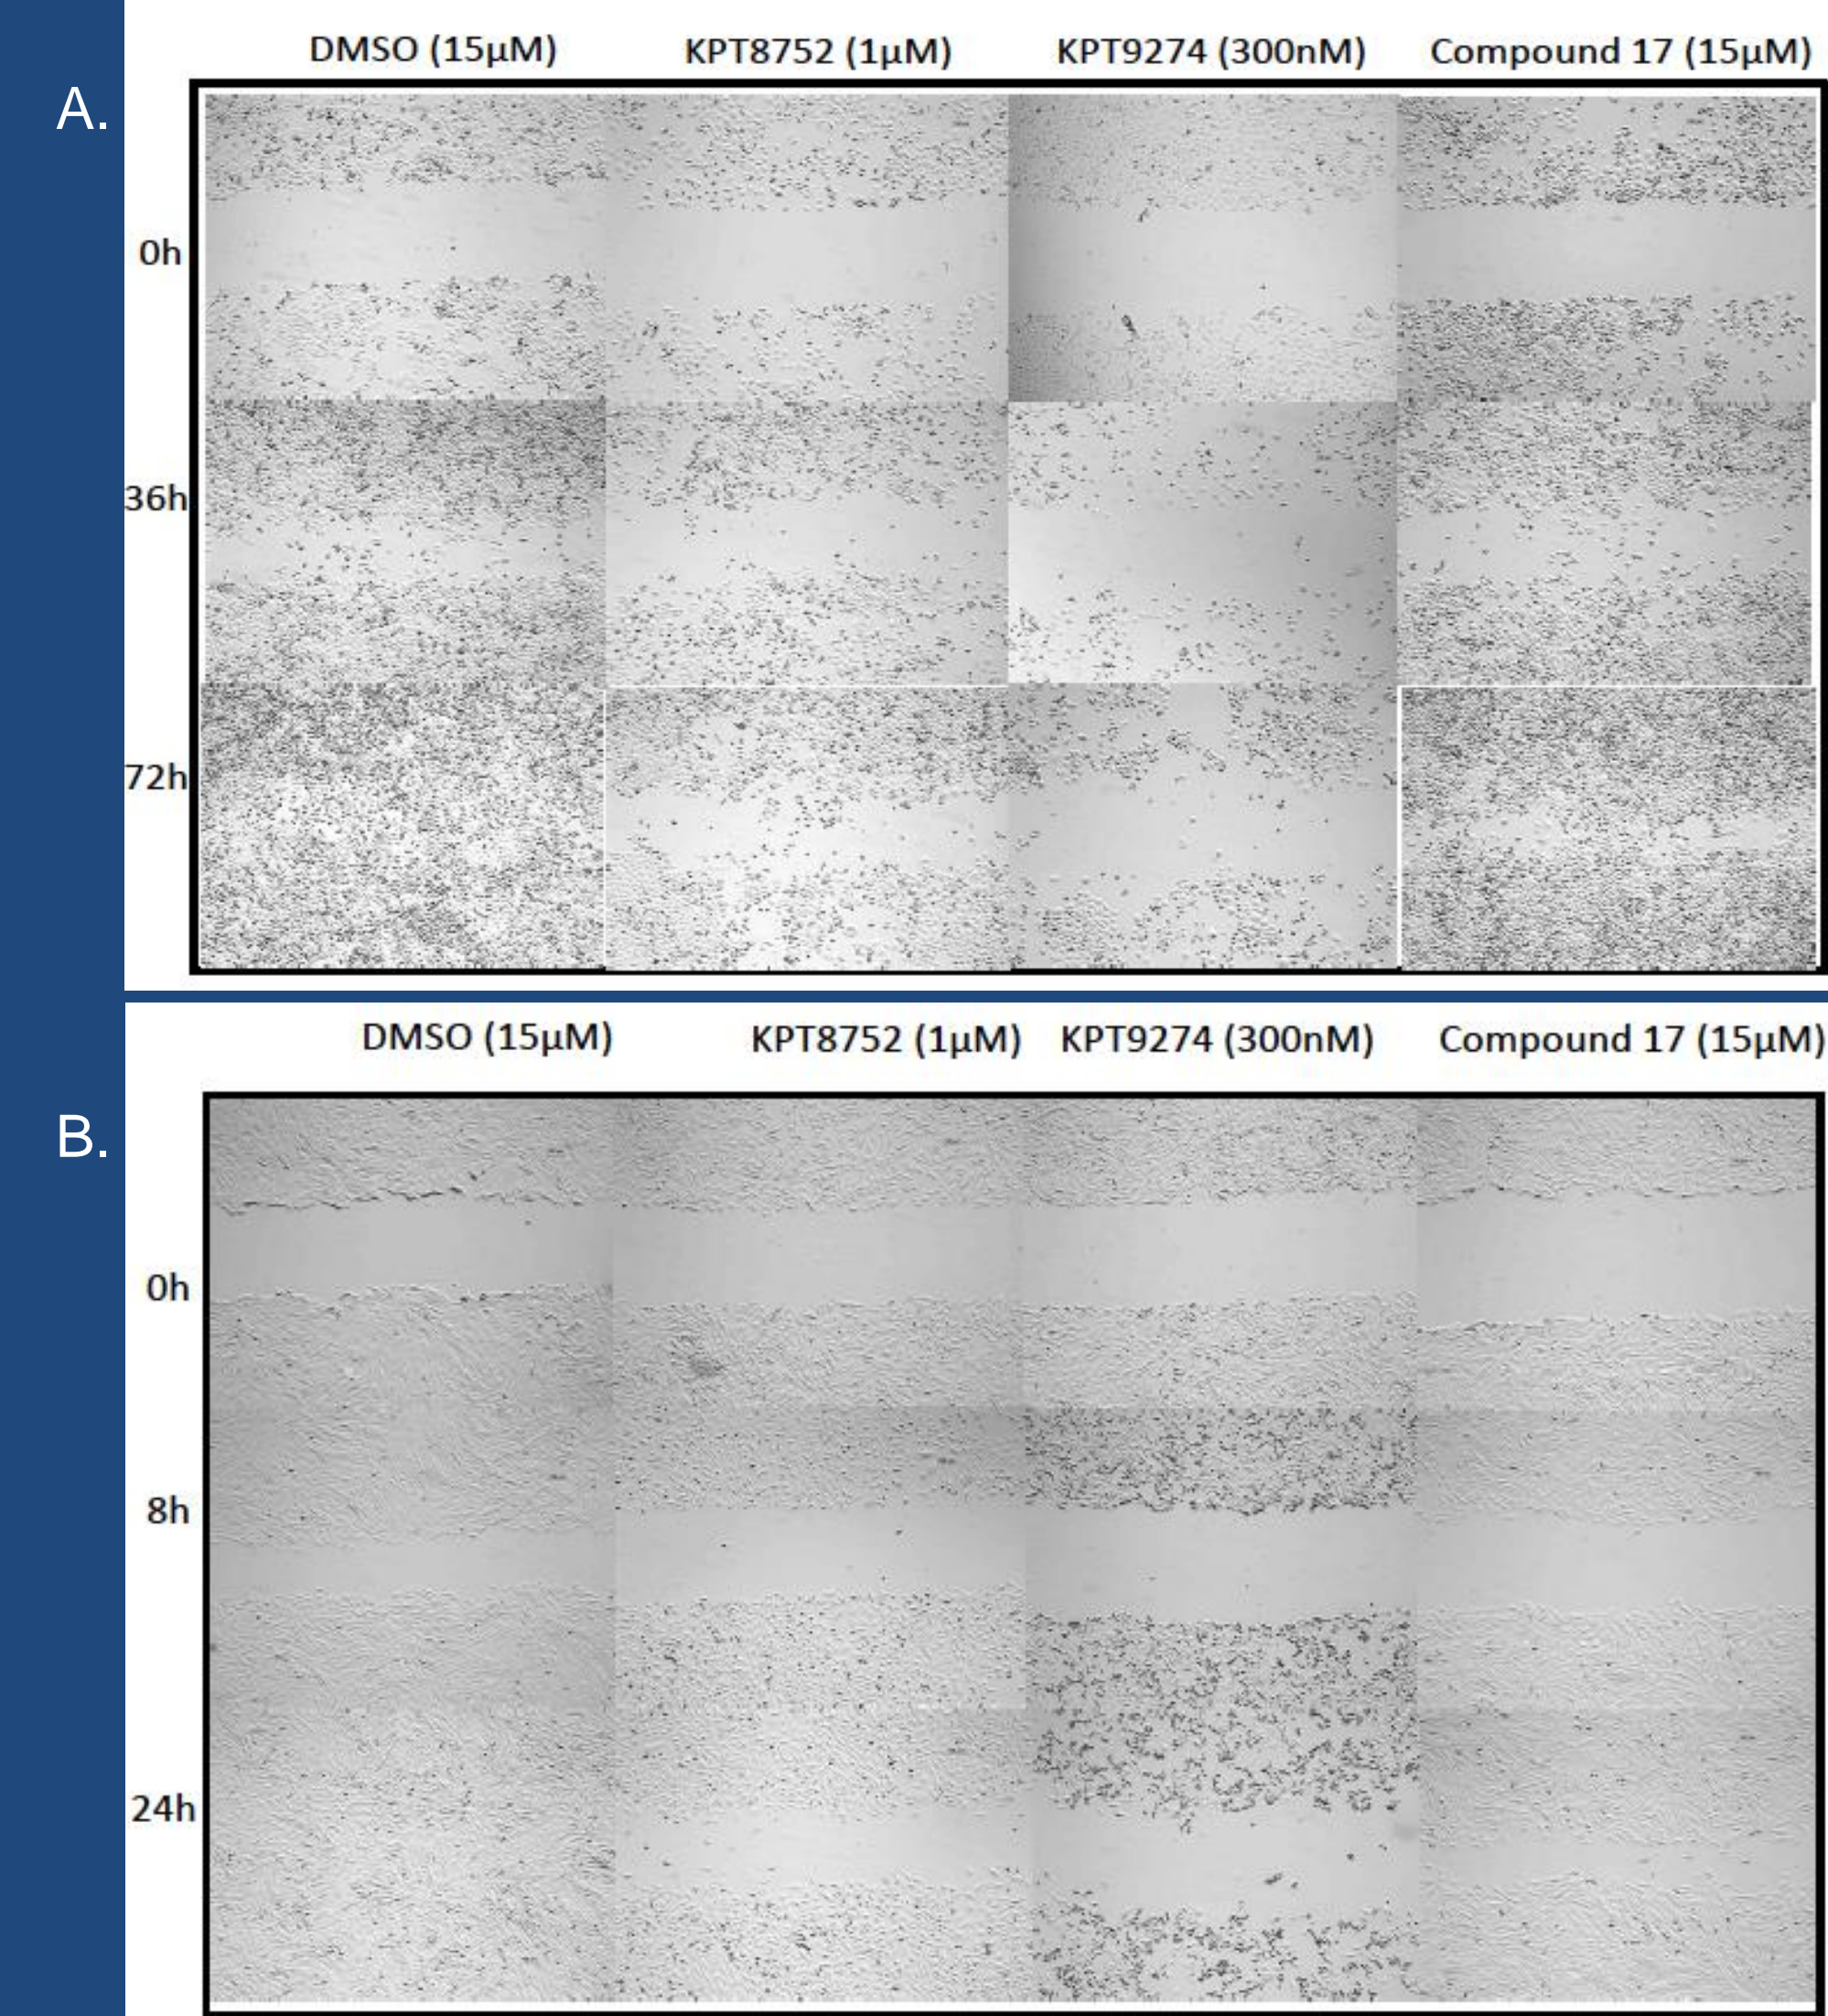 A.
DMSO (15µM) KPT8752 (1µM) KPT9274 (300nM) Compound 17 (15µM)
0h
36h
72h
B.
DMSO (15µM) KPT8752 (1µM) KPT9274 (300nM) Compound 17 (15µM)
0h
8h
24h